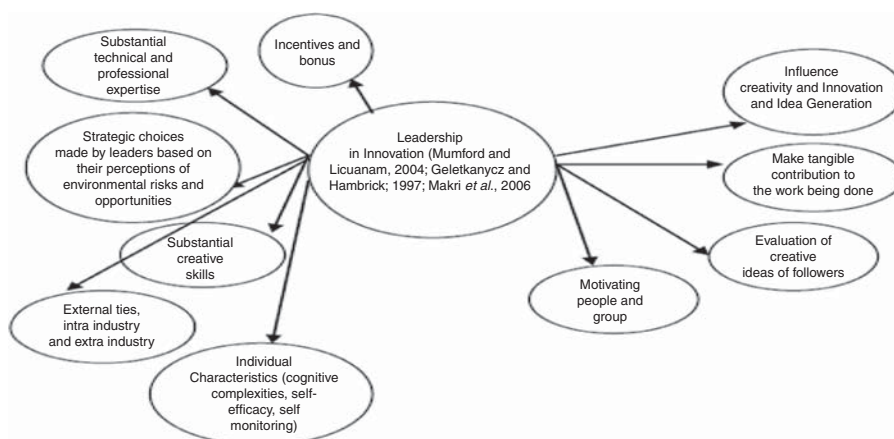 Substantial
technical and
professional
expertise
Incentives and
bonus
Influence
creativity and Innovation
and Idea Generation
Strategic choices
made by leaders based on
their perceptions of
environmental risks and
opportunities
Leadership
in Innovation (Mumford and
Licuanam, 2004; Geletkanycz and
Hambrick; 1997; Makri et al., 2006
Make tangible
contribution to
the work being done
Substantial
creative
skills
Evaluation of
creative
ideas of followers
External ties,
intra industry
and extra industry
Motivating
people and
group
Individual
Characteristics (cognitive
complexities, self-
efficacy, self
monitoring)